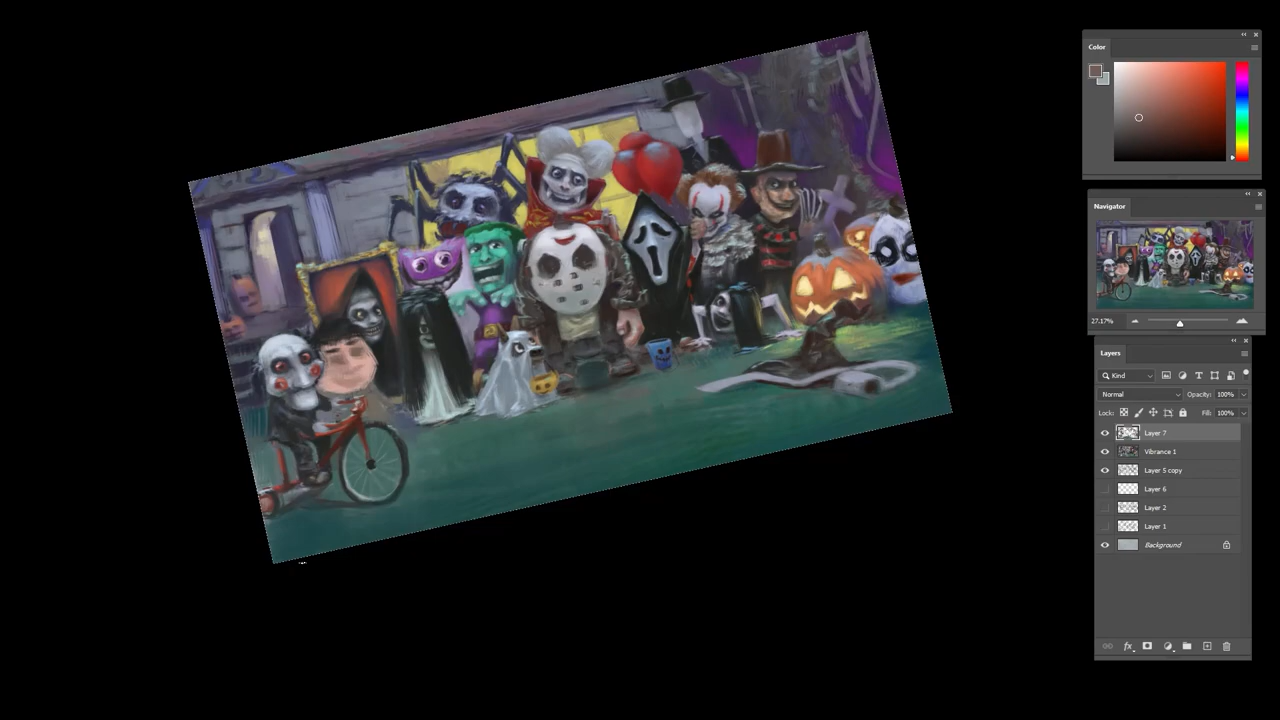 Color
Navigator
27.17%
Layers
Kind
Normal
Opacity: 100%
Lock:
Fill: 100%
Layer 7
Vibrance 1
Layer 5 copy
Layer 6
Layer 2
Layer 1
Background
fx